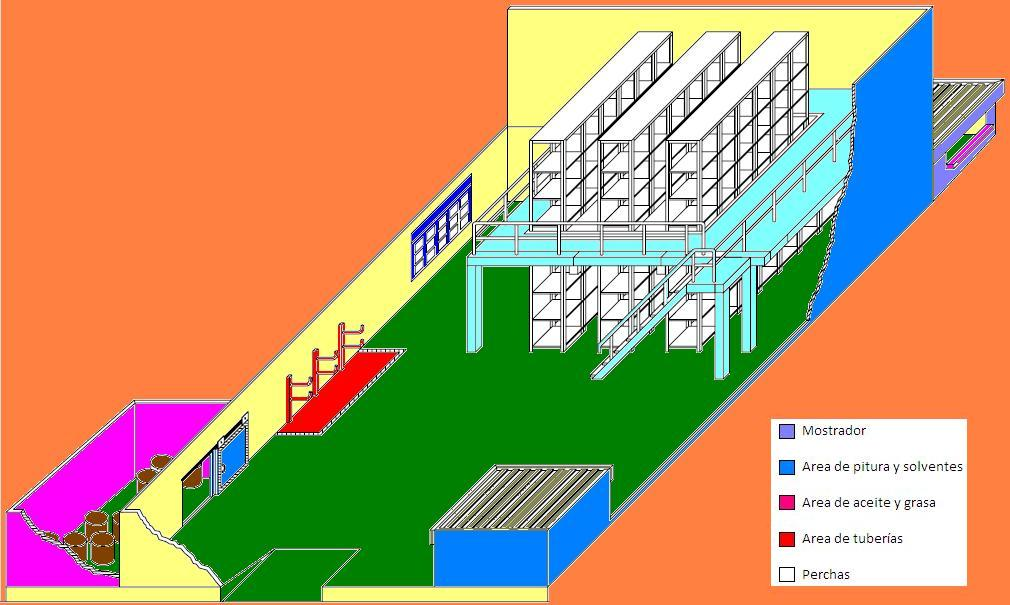 Mostrador
Area de pitura y solventes
Area de aceite y grasa
Area de tuberías
Perchas